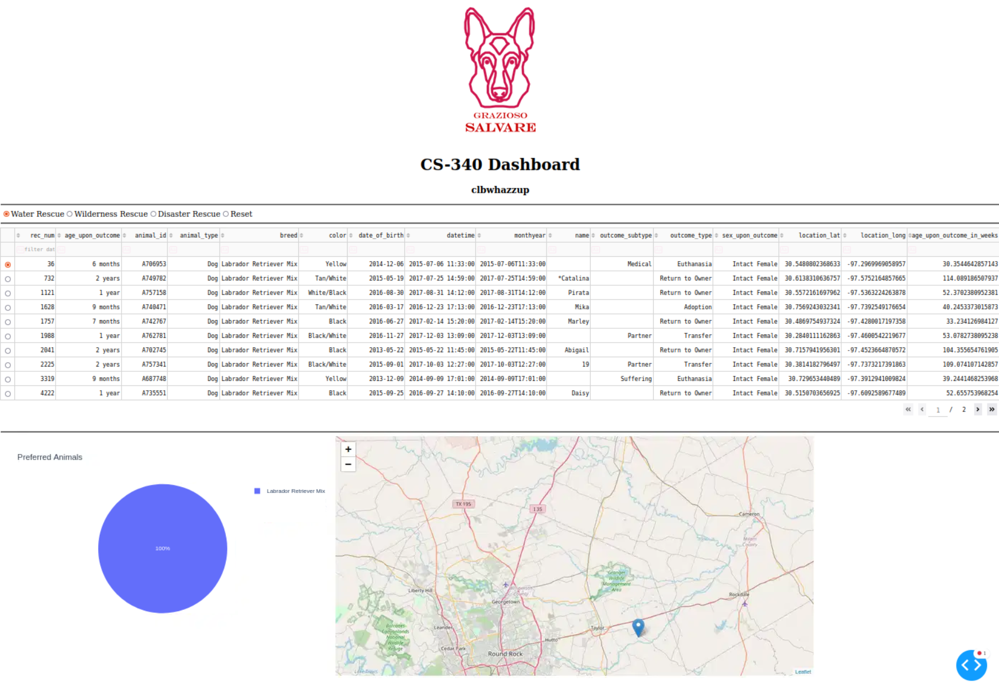 GRAZIOSO
SALVARE
CS-340 Dashboard
clbwhazzup
Water Rescue Wilderness Rescue Disaster Rescue Reset
rec_num age_upon_outcome animal_id animal_type breed color date_of_birth datetime monthyear name outcome_subtype outcome_type sex_upon_outcome location_lat location_long age_upon_outcome_in_weeks
filter dat
36 6 months A706953 Dog Labrador Retriever Mix Yellow 2014-12-06 2015-07-06 11:33:00 2015-07-06T11:33:00 Medical Euthanasia Intact Female 30.5480802368633 -97.2969969058957 30.3544642857143
732 2 years A749782 Dog Labrador Retriever Mix Tan/White 2015-05-19 2017-07-25 14:59:00 2017-07-25T14:59:00 *Catalina Return to Owner Intact Female 30.6138310636757 -97.5752164857665 114.089186507937
1121 1 year A757158 Dog Labrador Retriever Mix White/Black 2016-08-30 2017-08-31 14:12:00 2017-08-31T14:12:00 Pirata Return to Owner Intact Female 30.5572161697962 -97.5363224263878 52.3702380952381
1628 9 months A740471 Dog Labrador Retriever Mix Tan/White 2016-03-17 2016-12-23 17:13:00 2016-12-23T17:13:00 Mika Adoption Intact Female 30.7569243032341 -97.7392549176654 40.2453373015873
1757 7 months A742767 Dog Labrador Retriever Mix Black 2016-06-27 2017-02-14 15:20:00 2017-02-14T15:20:00 Marley Return to Owner Intact Female 30.4869754937324 -97.4280017197358 33.234126984127
1988 1 year A762781 Dog Labrador Retriever Mix Black/White 2016-11-27 2017-12-03 13:09:00 2017-12-03T13:09:00 Partner Transfer Intact Female 30.2840111162863 -97.4600542219677 53.0782738095238
2041 2 years A702745 Dog Labrador Retriever Mix Black 2013-05-22 2015-05-22 11:45:00 2015-05-22T11:45:00 Abigail Return to Owner Intact Female 30.7157941956301 -97.4523664870572 104.355654761905
2225 2 years A757341 Dog Labrador Retriever Mix Black/White 2015-09-01 2017-10-03 12:27:00 2017-10-03T12:27:00 19 Partner Transfer Intact Female 30.3814182796497 -97.7373217391863 109.074107142857
3319 9 months A687748 Dog Labrador Retriever Mix Yellow 2013-12-09 2014-09-09 17:01:00 2014-09-09T17:01:00 Suffering Euthanasia Intact Female 30.729653440489 -97.3912941009824 39.2441468253968
4222 1 year A735551 Dog Labrador Retriever Mix Black 2015-09-25 2016-09-27 14:10:00 2016-09-27T14:10:00 Daisy Return to Owner Intact Female 30.5150703656925 -97.6092589677489 52.655753968254
« ‹ 1 / 2 › »
Preferred Animals
Labrador Retriever Mix
100%
+
−
TX 195
I 35
Cameron
Milam
County
Granger
Wildlife
Management
Area
Liberty Hill
Williamson
County
Georgetown
Rockdale
Balcones
Canyonlands
National
Wildlife
Refuge
Leander
Taylor
Hutto
Cedar Park
Round Rock
Lake Travis
Leaflet
1